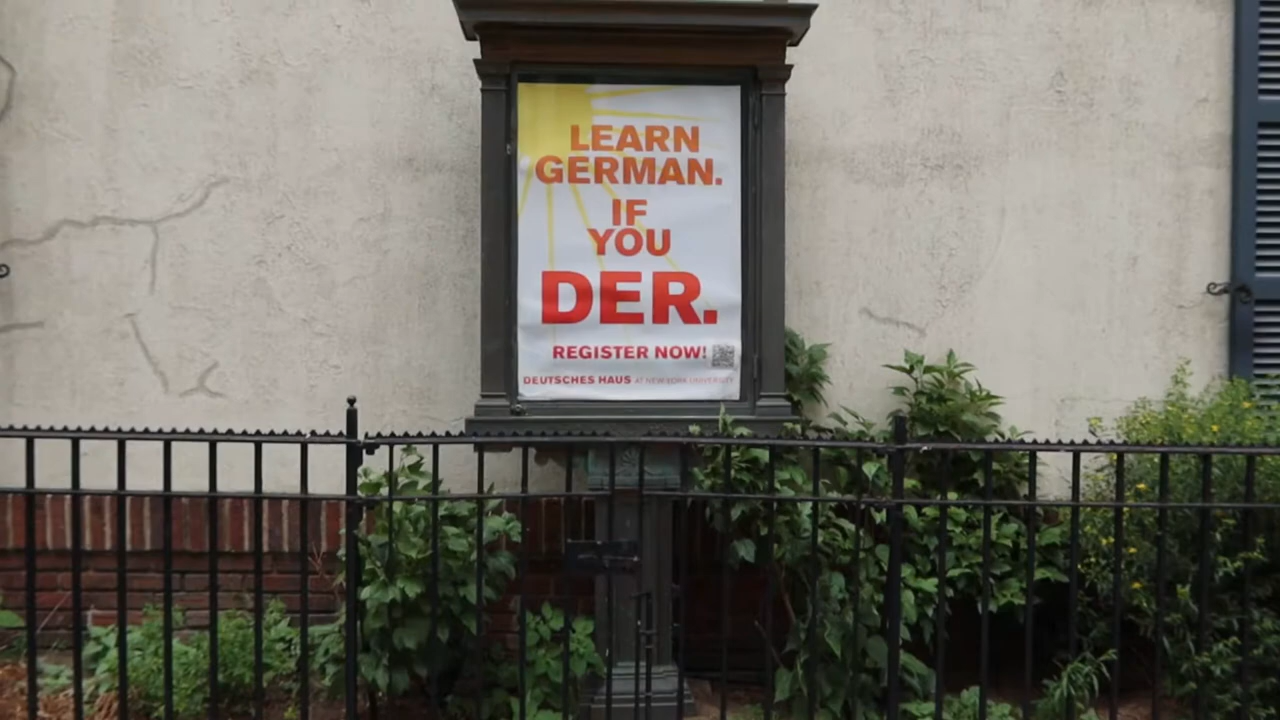 LEARN
GERMAN.
IF
YOU
DER.
REGISTER NOW!
DEUTSCHES HAUS AT NEW YORK UNIVERSITY